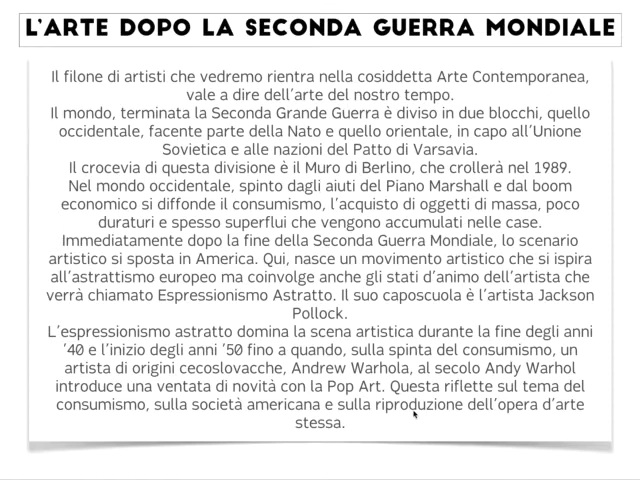 L'ARTE DOPO LA SECONDA GUERRA MONDIALE
Il filone di artisti che vedremo rientra nella cosiddetta Arte Contemporanea,
vale a dire dell'arte del nostro tempo.
Il mondo, terminata la Seconda Grande Guerra è diviso in due blocchi, quello
occidentale, facente parte della Nato e quello orientale, in capo all'Unione
Sovietica e alle nazioni del Patto di Varsavia.
Il crocevia di questa divisione è il Muro di Berlino, che crollerà nel 1989.
Nel mondo occidentale, spinto dagli aiuti del Piano Marshall e dal boom
economico si diffonde il consumismo, l'acquisto di oggetti di massa, poco
duraturi e spesso superflui che vengono accumulati nelle case.
Immediatamente dopo la fine della Seconda Guerra Mondiale, lo scenario
artistico si sposta in America. Qui, nasce un movimento artistico che si ispira
all'astrattismo europeo ma coinvolge anche gli stati d'animo dell'artista che
verrà chiamato Espressionismo Astratto. Il suo caposcuola è l'artista Jackson
Pollock.
L'espressionismo astratto domina la scena artistica durante la fine degli anni
'40 e l'inizio degli anni '50 fino a quando, sulla spinta del consumismo, un
artista di origini cecoslovacche, Andrew Warhola, al secolo Andy Warhol
introduce una ventata di novità con la Pop Art. Questa riflette sul tema del
consumismo, sulla società americana e sulla riproduzione dell'opera d'arte
stessa.